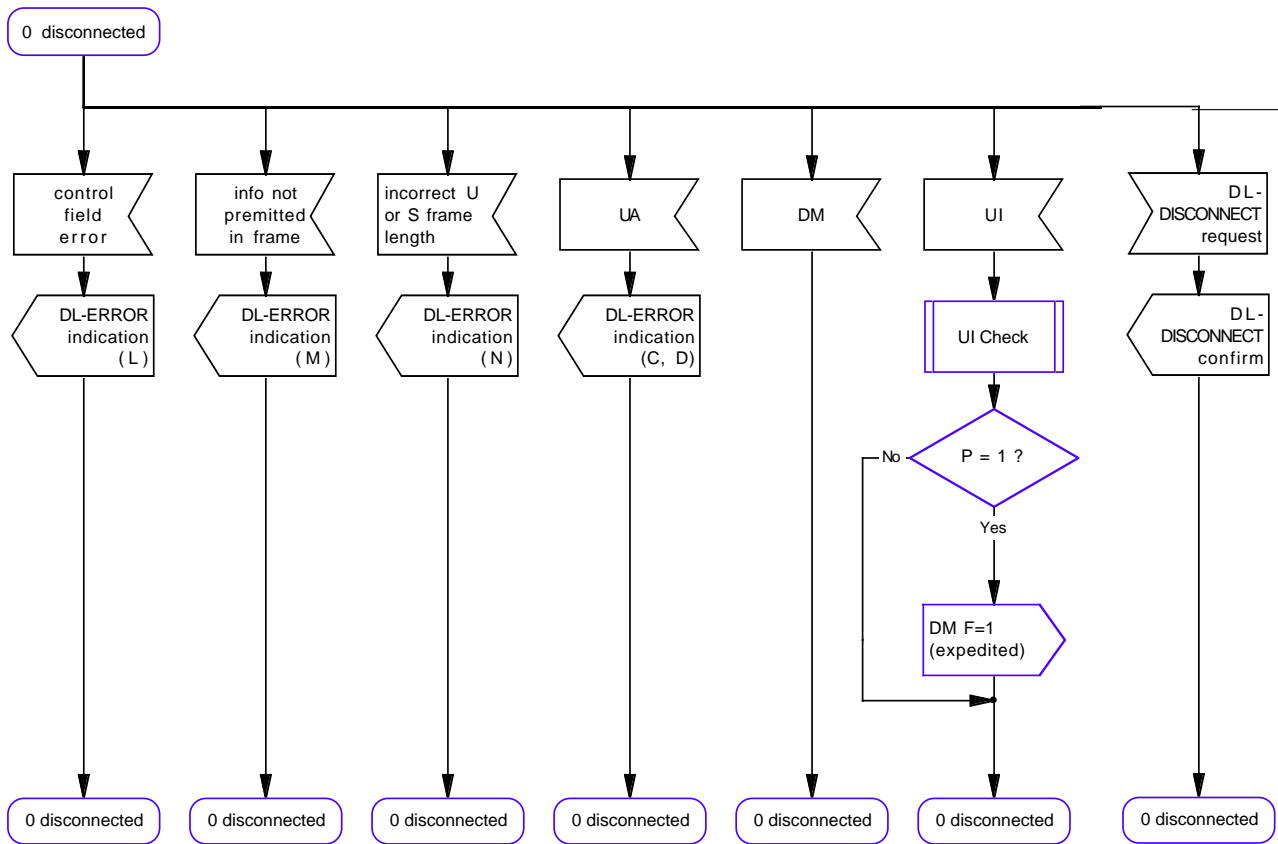 0 disconnected
control
field
error
info not
premitted
in frame
incorrect U
or S frame
length
UA
DM
UI
DL-
DISCONNECT
request
DL-ERROR
indication
(L)
DL-ERROR
indication
(M)
DL-ERROR
indication
(N)
DL-ERROR
indication
(C, D)
UI Check
DL-
DISCONNECT
confirm
No
P = 1 ?
Yes
DM F=1
(expedited)
0 disconnected
0 disconnected
0 disconnected
0 disconnected
0 disconnected
0 disconnected
0 disconnected